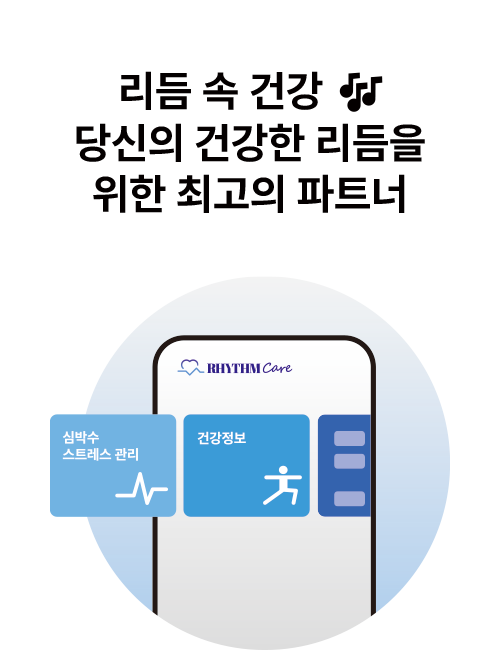 리듬 속 건강 🎶
당신의 건강한 리듬을
위한 최고의 파트너
RHYTHM Care
심박수
스트레스 관리
건강정보